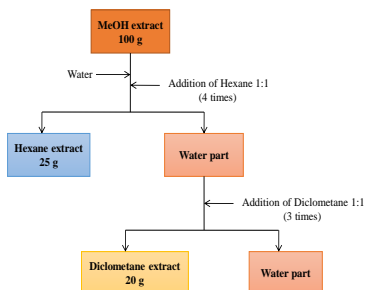 MeOH extract
100 g
Water
Addition of Hexane 1:1
(4 times)
Hexane extract
25 g
Water part
Addition of Diclometane 1:1
(3 times)
Diclometane extract
20 g
Water part